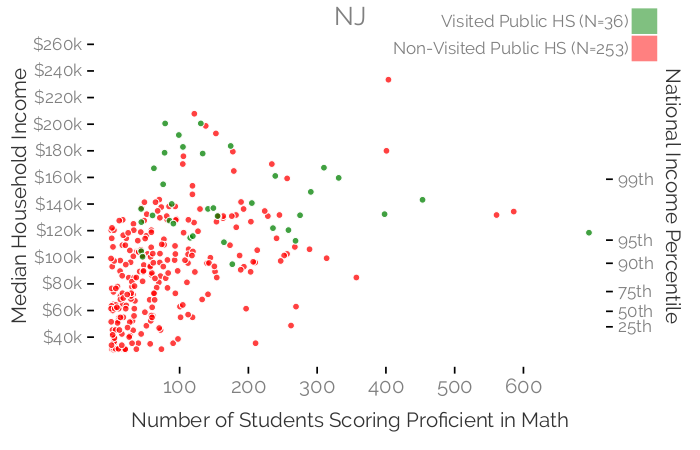 NJ
Visited Public HS (N=36)
Non-Visited Public HS (N=253)
Median Household Income
$260k
$240k
$220k
$200k
$180k
$160k
$140k
$120k
$100k
$80k
$60k
$40k
National Income Percentile
99th
95th
90th
75th
50th
25th
100
200
300
400
500
600
Number of Students Scoring Proficient in Math